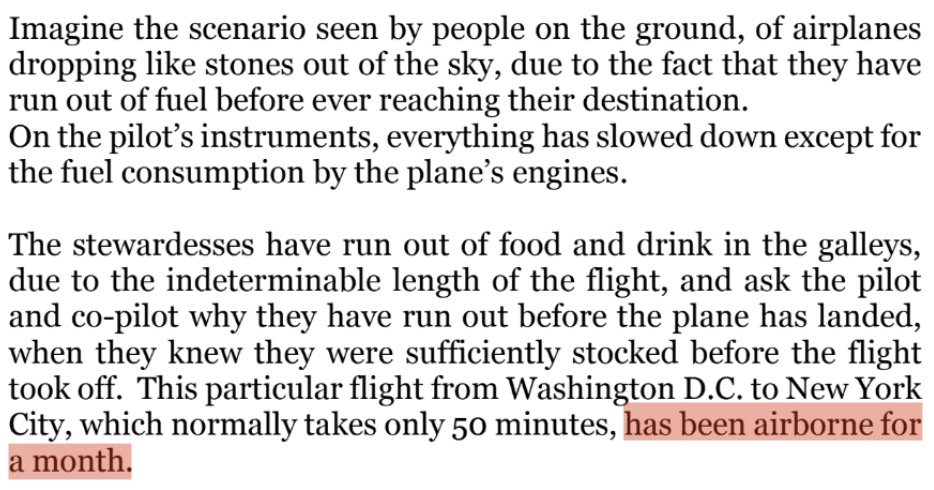 Imagine the scenario seen by people on the ground, of airplanes
dropping like stones out of the sky, due to the fact that they have
run out of fuel before ever reaching their destination.
On the pilot’s instruments, everything has slowed down except for
the fuel consumption by the plane’s engines.
The stewardesses have run out of food and drink in the galleys,
due to the indeterminable length of the flight, and ask the pilot
and co-pilot why they have run out before the plane has landed,
when they knew they were sufficiently stocked before the flight
took off.  This particular flight from Washington D.C. to New York
City, which normally takes only 50 minutes, has been airborne for
a month.